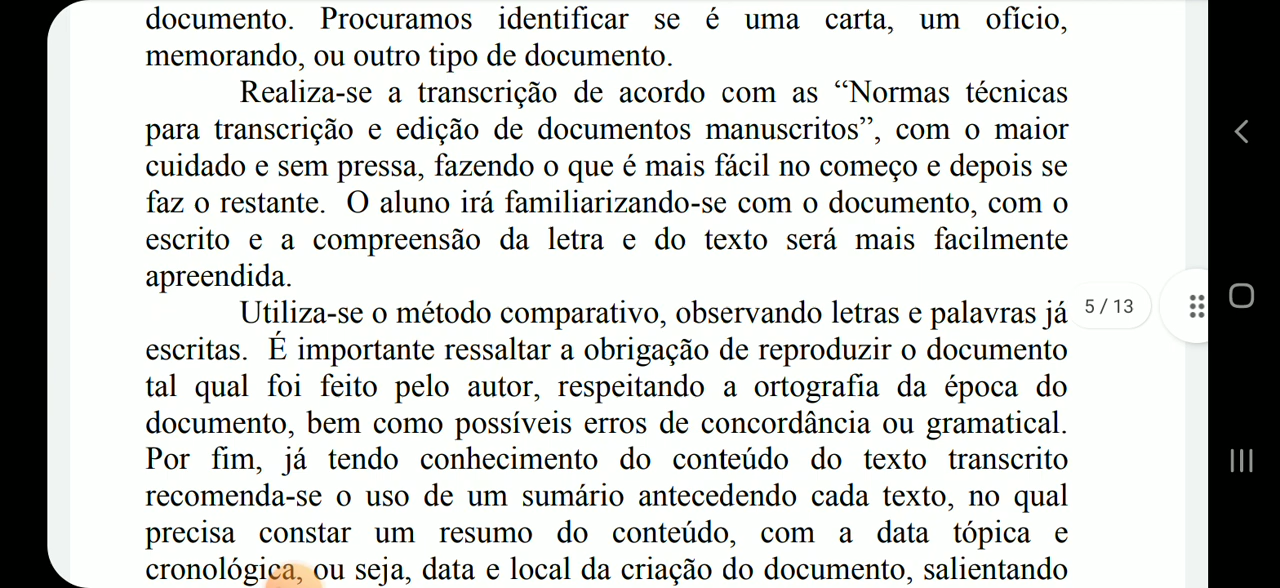 documento. Procuramos identificar se é uma carta, um ofício,
memorando, ou outro tipo de documento.
Realiza-se a transcrição de acordo com as “Normas técnicas
para transcrição e edição de documentos manuscritos”, com o maior
cuidado e sem pressa, fazendo o que é mais fácil no começo e depois se
faz o restante. O aluno irá familiarizando-se com o documento, com o
escrito e a compreensão da letra e do texto será mais facilmente
apreendida.
Utiliza-se o método comparativo, observando letras e palavras já
5 / 13
escritas. É importante ressaltar a obrigação de reproduzir o documento
tal qual foi feito pelo autor, respeitando a ortografia da época do
documento, bem como possíveis erros de concordância ou gramatical.
Por fim, já tendo conhecimento do conteúdo do texto transcrito
recomenda-se o uso de um sumário antecedendo cada texto, no qual
precisa constar um resumo do conteúdo, com a data tópica e
cronológica, ou seja, data e local da criação do documento, salientando